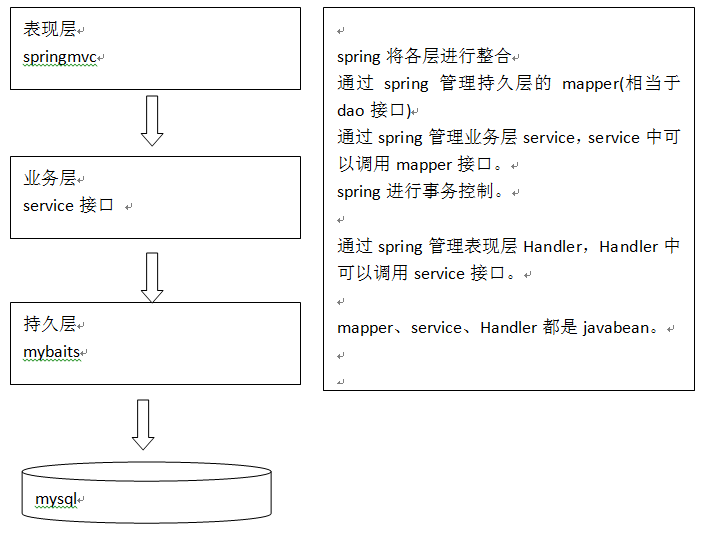 表现层
springmvc
业务层
service 接口
持久层
mybaits
mysql
spring 将各层进行整合
通过 spring 管理持久层的 mapper(相当于
dao 接口)
通过 spring 管理业务层 service，service 中可
以调用 mapper 接口。
spring 进行事务控制。
通过 spring 管理表现层 Handler，Handler 中
可以调用 service 接口。
mapper、service、Handler 都是 javabean。